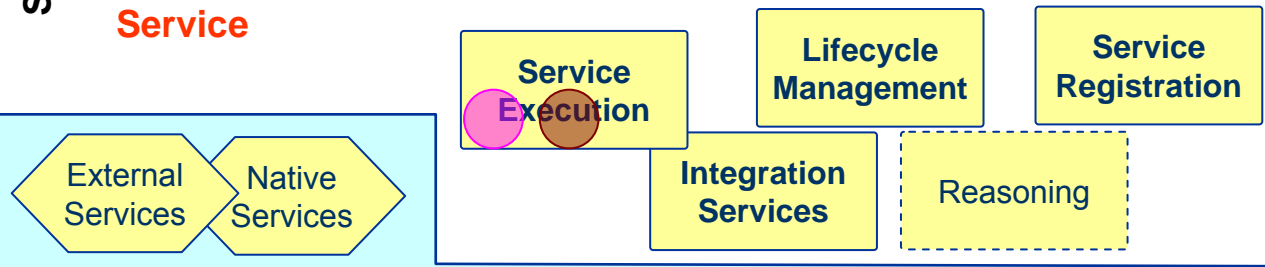 S
Service
Service
Execution
Lifecycle
Management
Service
Registration
External
Services
Native
Services
Integration
Services
Reasoning